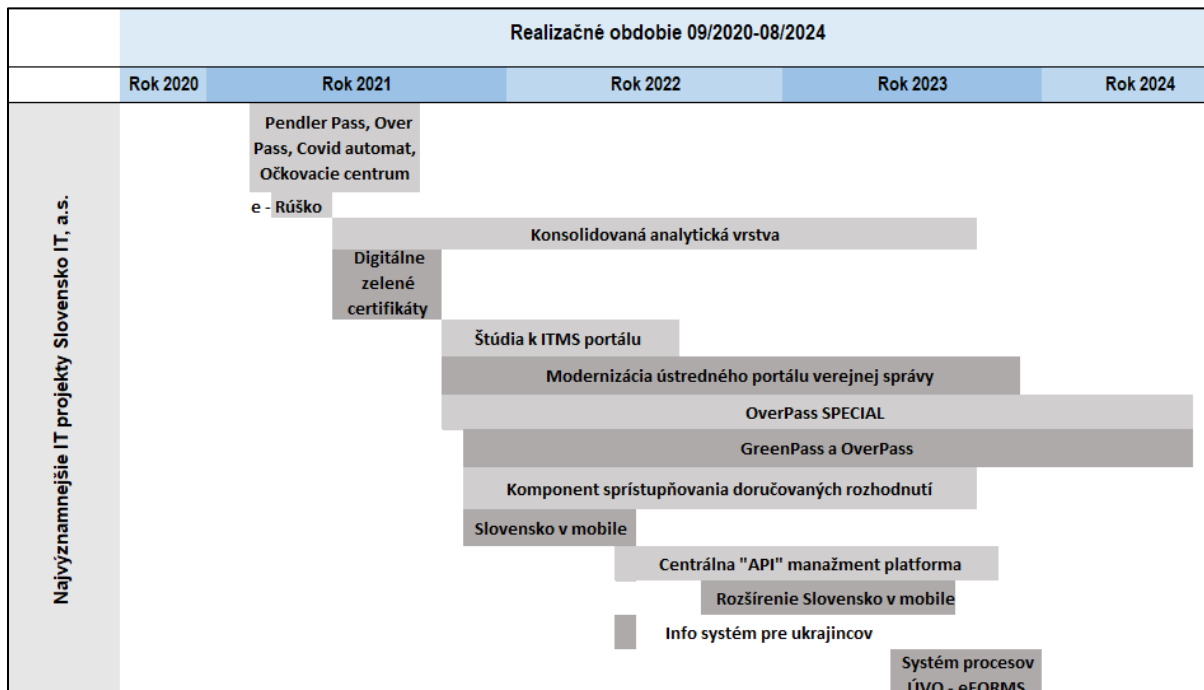 Realizačné obdobie 09/2020-08/2024
Rok 2020
Rok 2021
Rok 2022
Rok 2023
Rok 2024
Najvýznamnejšie IT projekty Slovensko IT, a.s.
Pendler Pass, Over
Pass, Covid automat,
Očkovacie centrum
e - Rúško
Konsolidovaná analytická vrstva
Digitálne
zelené
certifikáty
Štúdia k ITMS portálu
Modernizácia ústredného portálu verejnej správy
OverPass SPECIAL
GreenPass a OverPass
Komponent sprístupňovania doručovaných rozhodnutí
Slovensko v mobile
Centrálna "API" manažment platforma
Rozšírenie Slovensko v mobile
Info systém pre ukrajincov
Systém procesov
ÚVO - eFORMS